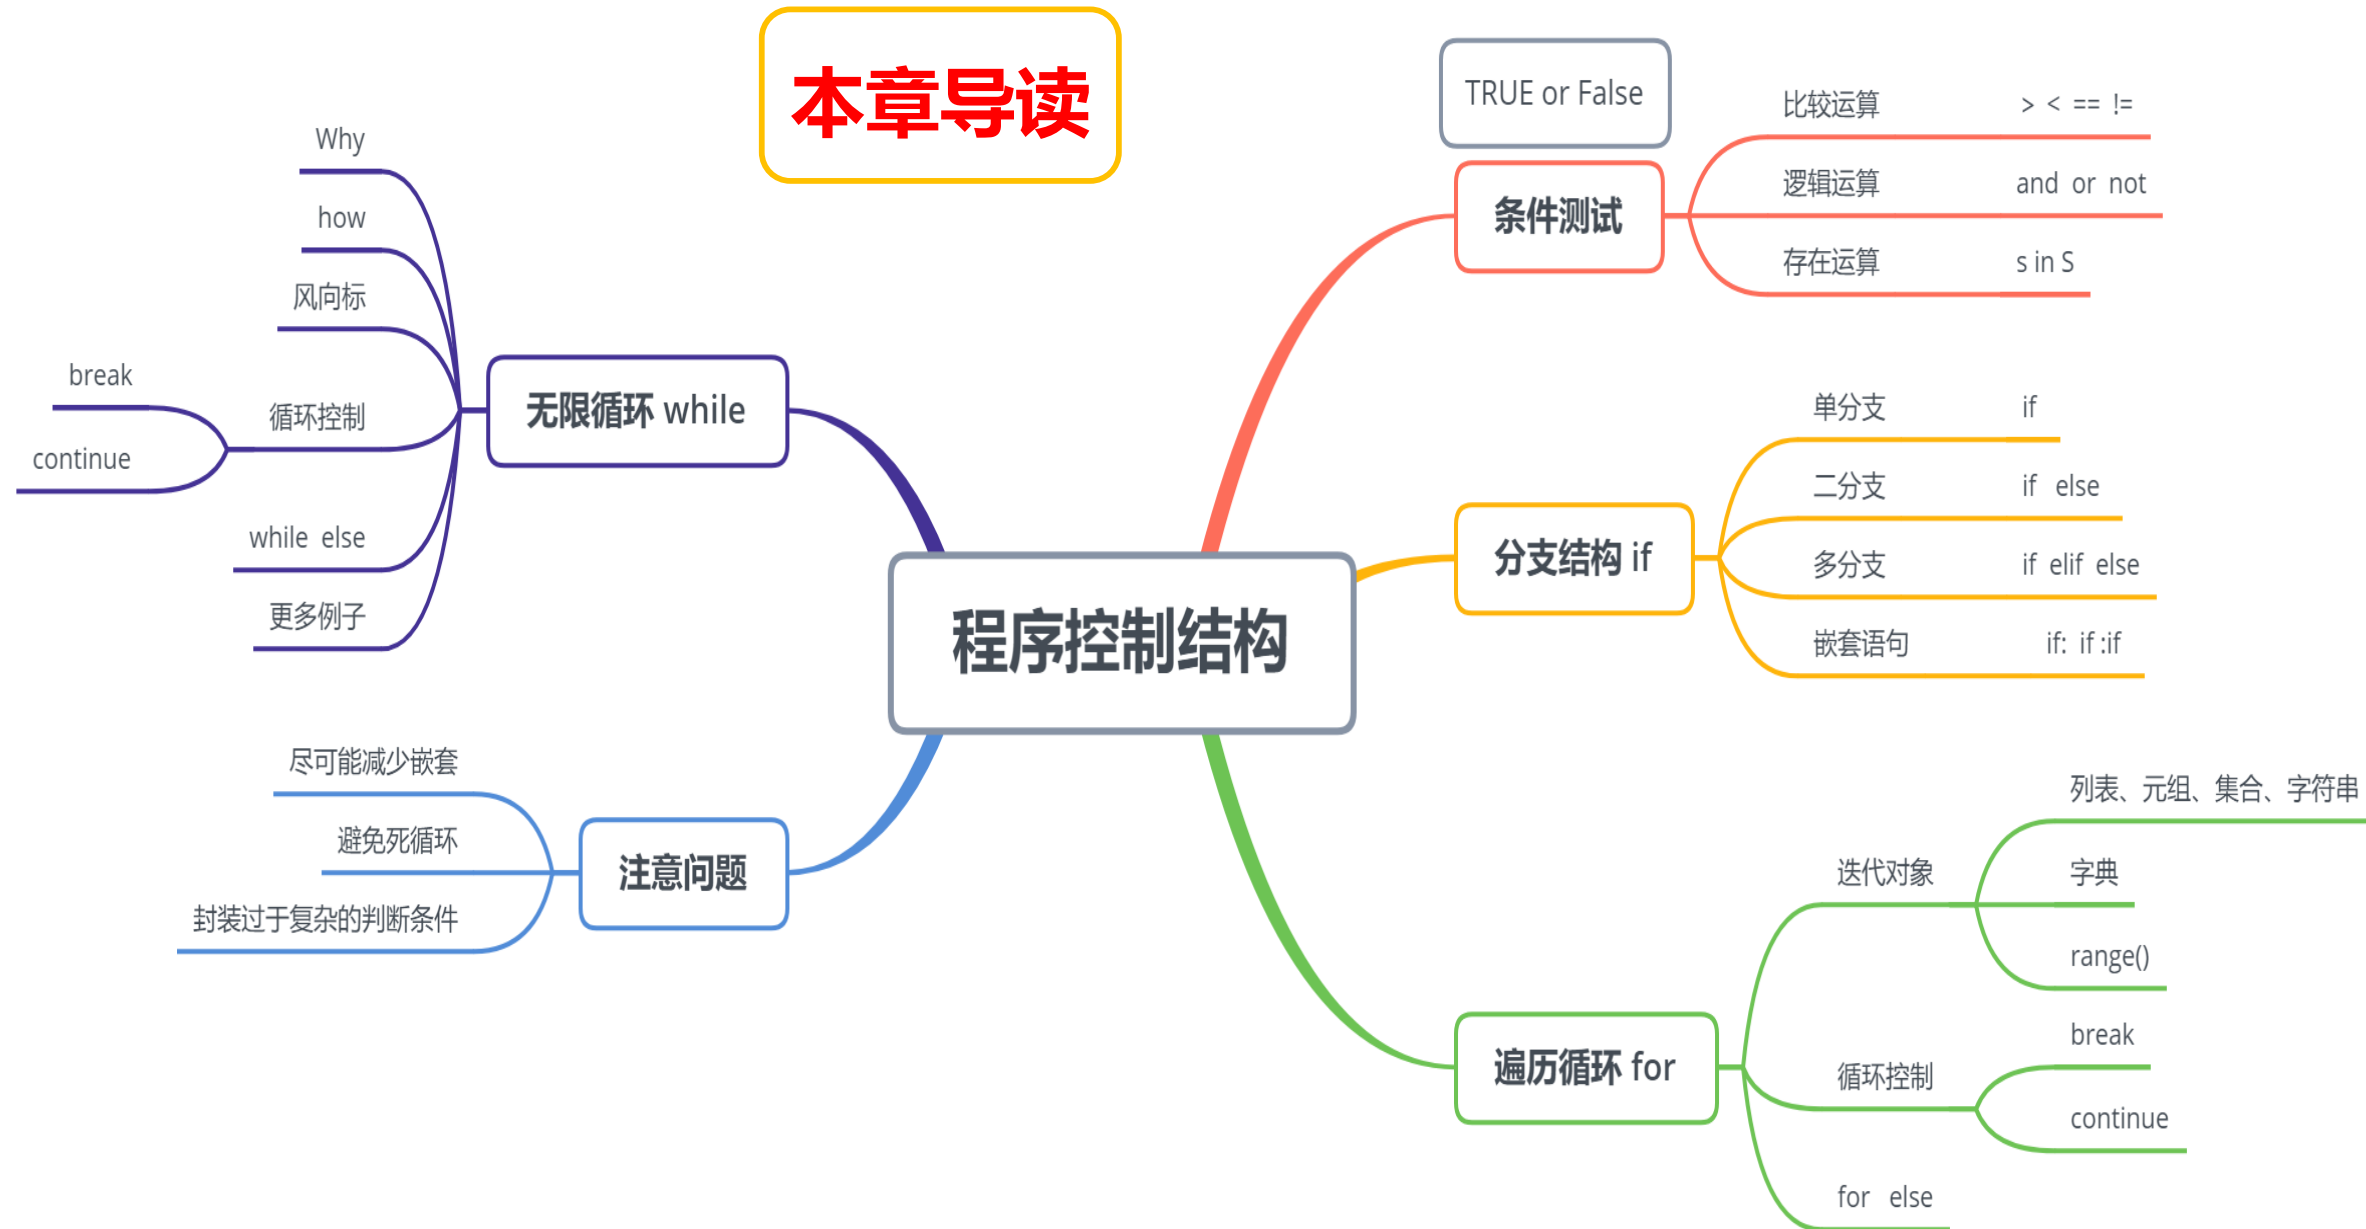 本章导读
程序控制结构
TRUE or False
条件测试
比较运算 > < == !=
逻辑运算 and or not
存在运算 s in S
分支结构 if
单分支 if
二分支 if else
多分支 if elif else
嵌套语句 if: if :if
遍历循环 for
迭代对象
列表、元组、集合、字符串
字典
range()
循环控制
break
continue
for else
无限循环 while
Why
how
风向标
循环控制
break
continue
while else
更多例子
注意问题
尽可能减少嵌套
避免死循环
封装过于复杂的判断条件